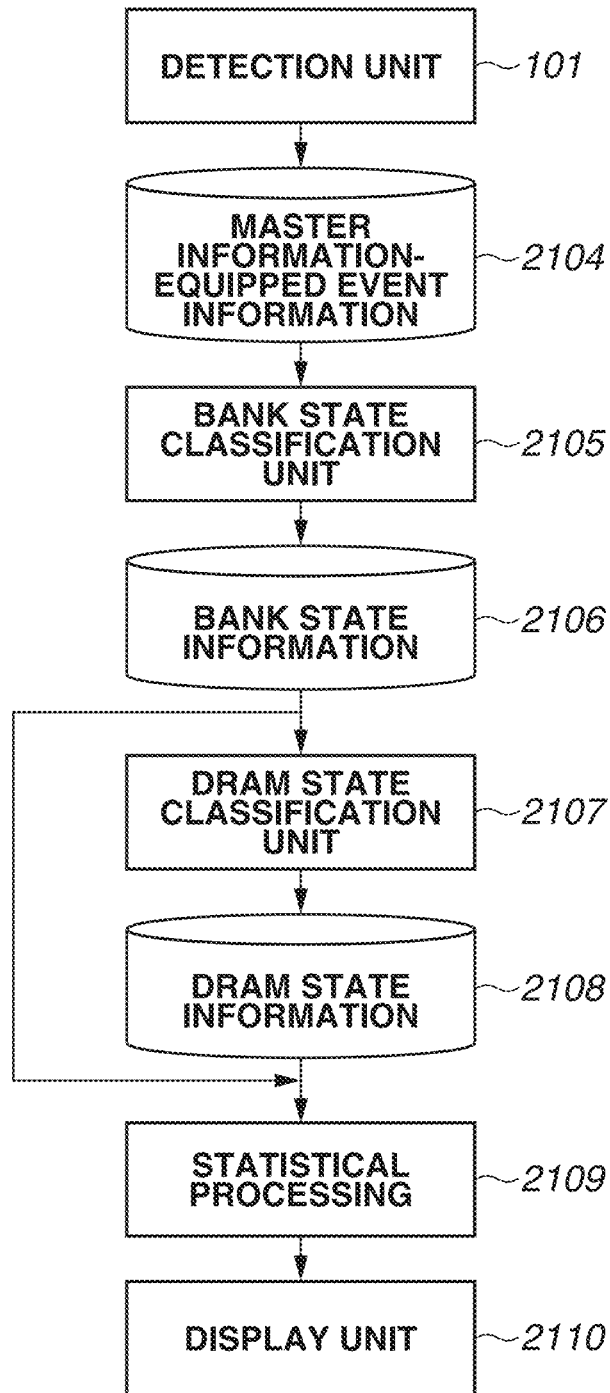 DETECTION UNIT 101
MASTER
INFORMATION-
EQUIPPED EVENT
INFORMATION
2104
BANK STATE
CLASSIFICATION
UNIT
2105
BANK STATE
INFORMATION
2106
DRAM STATE
CLASSIFICATION
UNIT
2107
DRAM STATE
INFORMATION
2108
STATISTICAL
PROCESSING
2109
DISPLAY UNIT 2110